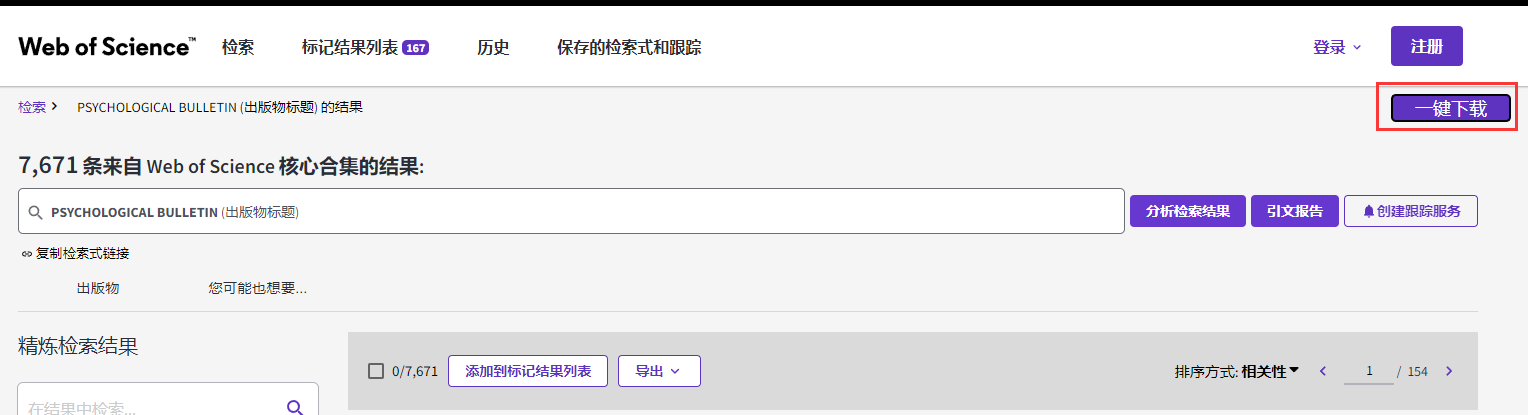 Web of Science™ 检索 标记结果列表 167 历史 保存的检索式和跟踪 登录 注册
检索 > PSYCHOLOGICAL BULLETIN (出版物标题) 的结果 一键下载
7,671 条来自 Web of Science 核心合集的结果:
PSYCHOLOGICAL BULLETIN (出版物标题) 分析检索结果 引文报告 创建跟踪服务
复制检索式链接
出版物 您可能也想要...
精炼检索结果
0/7,671 添加到标记结果列表 导出 排序方式: 相关性 1 / 154
在结果中检索...